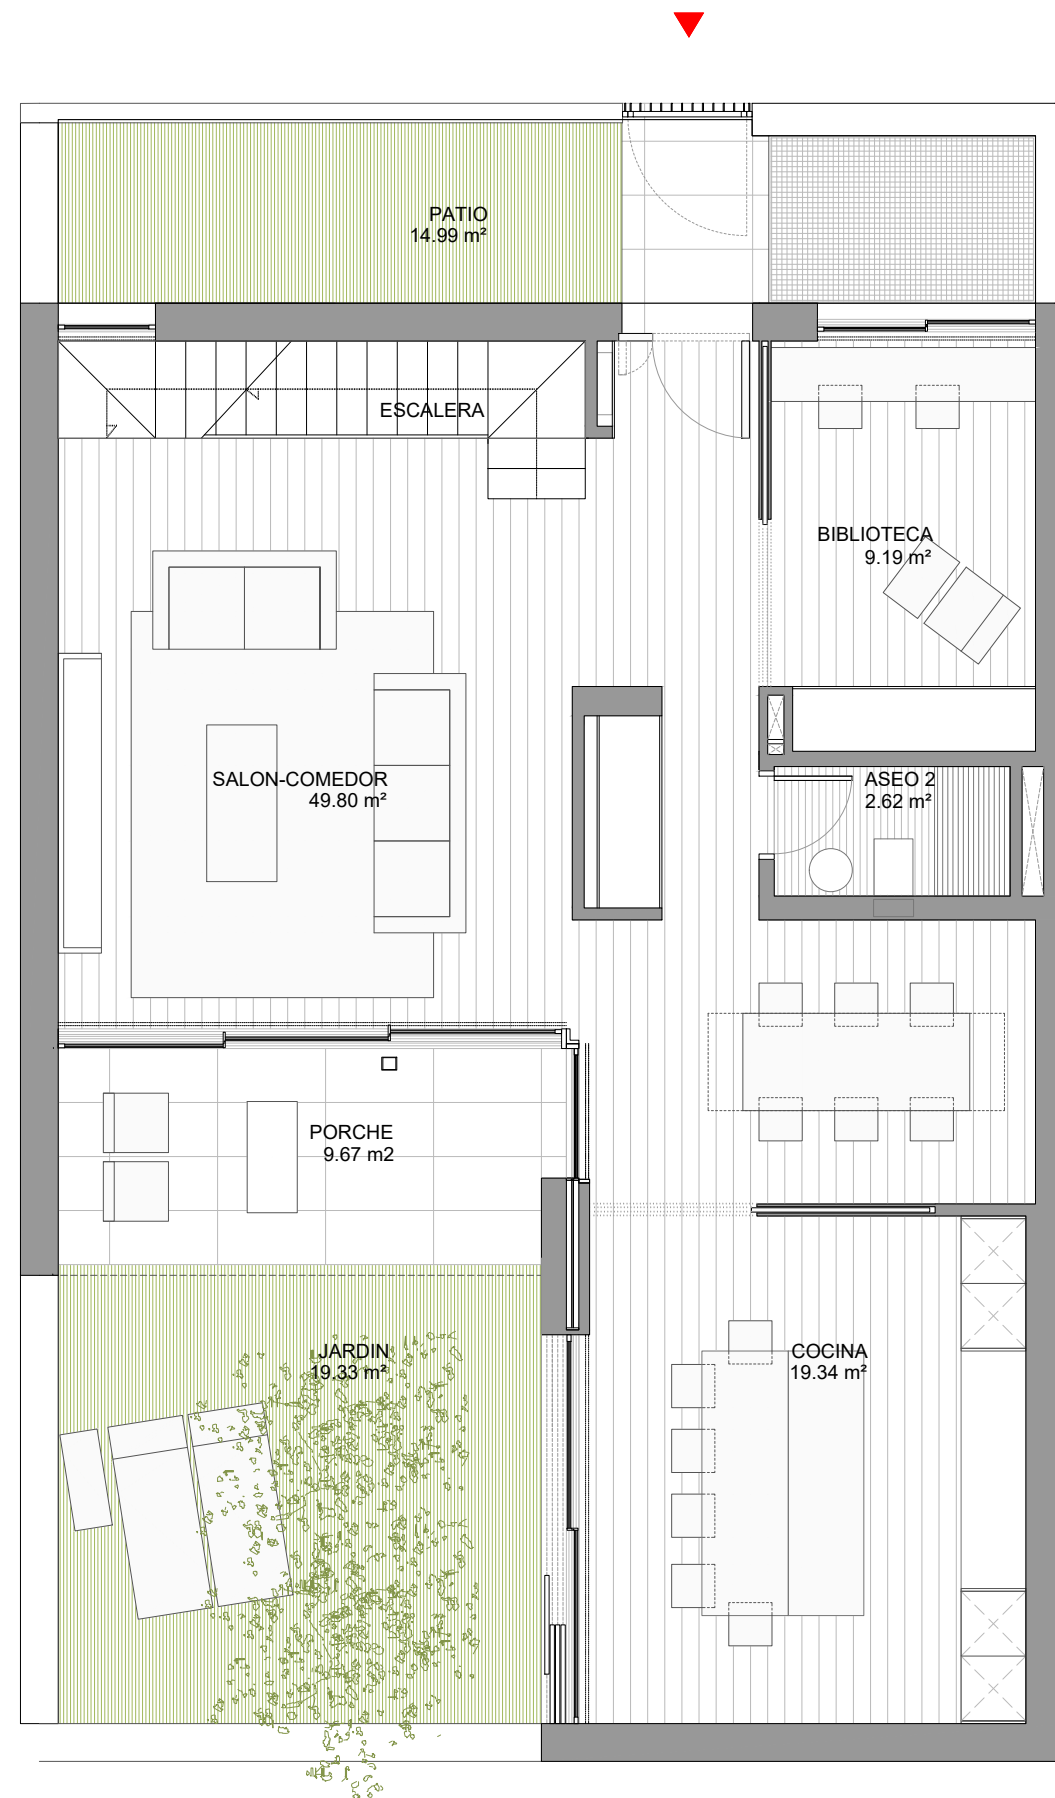 PATIO
14.99 m²
ESCALERA
BIBLIOTECA
9.19 m²
SALON-COMEDOR
49.80 m²
ASEO 2
2.62 m²
PORCHE
9.67 m2
JARDIN
19.33 m²
COCINA
19.34 m²